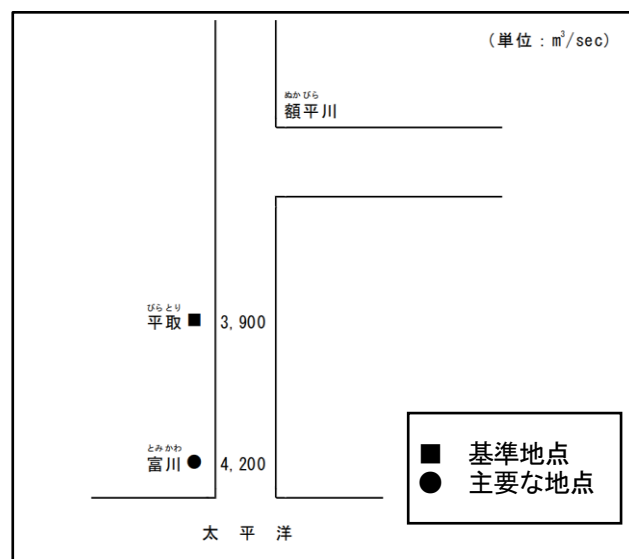 （単位：m³/sec）
ぬかびら
額平川
びらとり
平取 ■ 3,900
とみかわ
富川 ● 4,200
■ 基準地点
● 主要な地点
太平洋